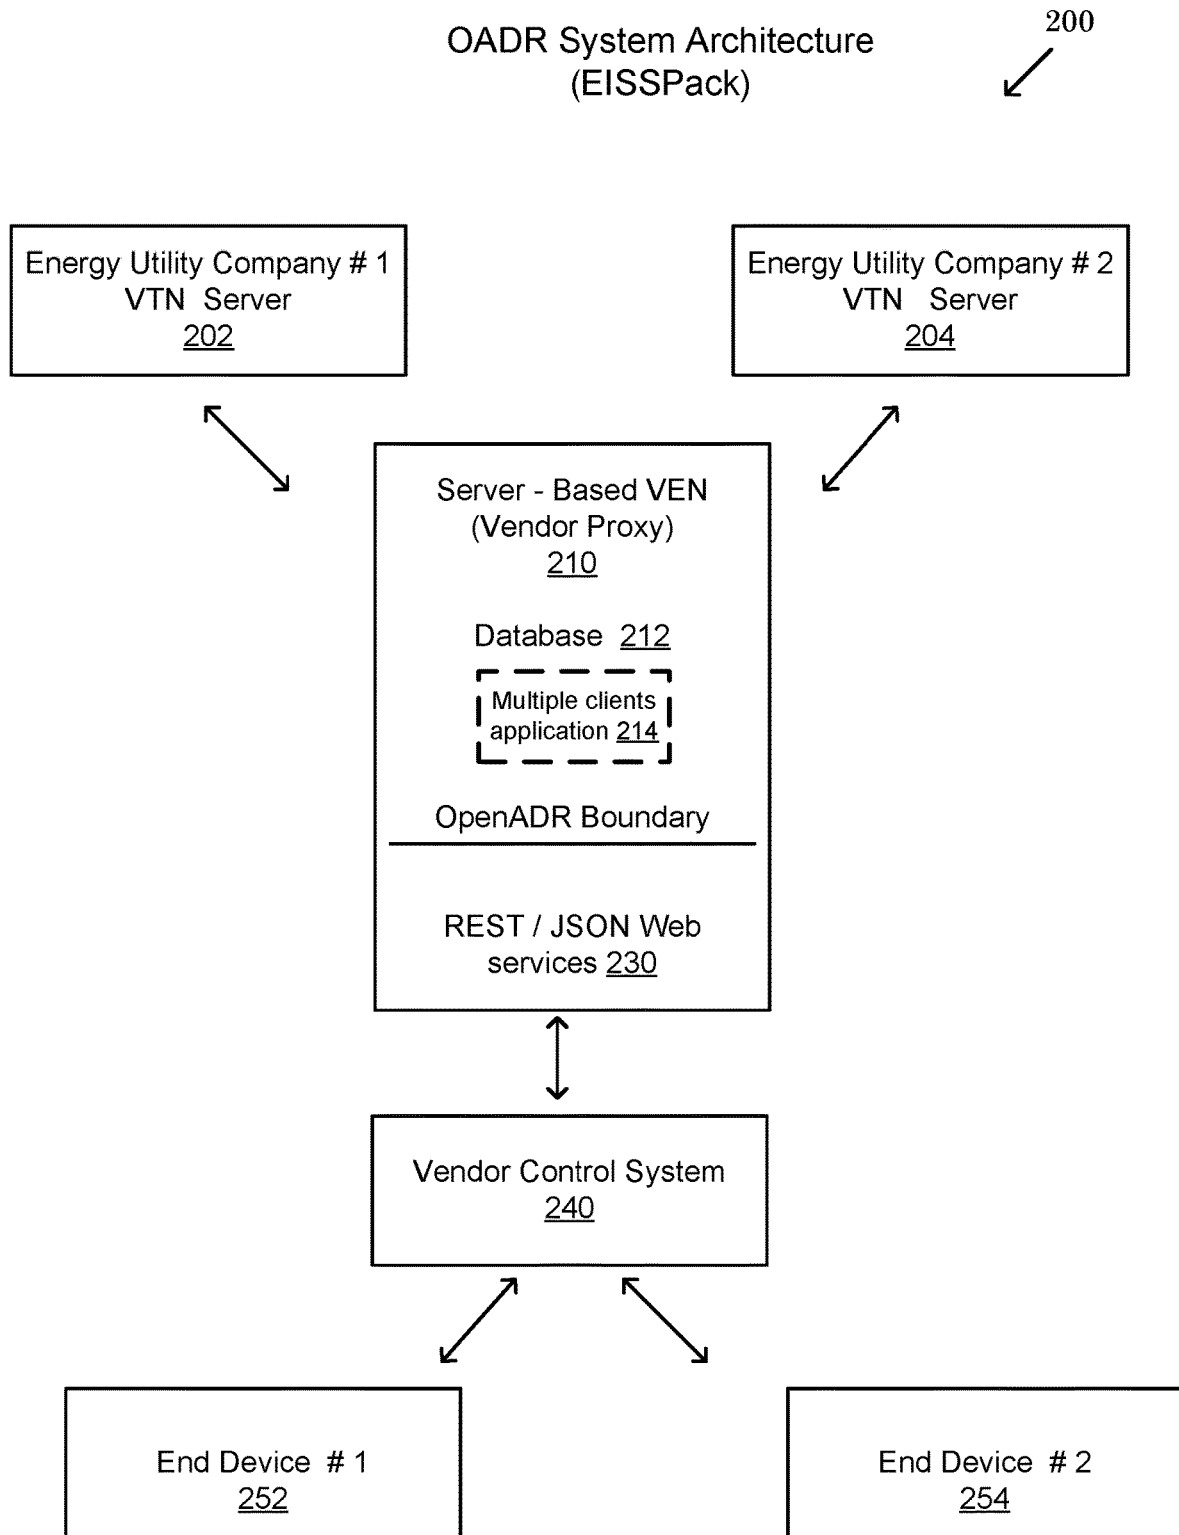 OADR System Architecture
(EISSPack)
200
Energy Utility Company # 1
VTN Server
202
Energy Utility Company # 2
VTN Server
204
Server - Based VEN
(Vendor Proxy)
210
Database 212
Multiple clients
application 214
OpenADR Boundary
REST / JSON Web
services 230
Vendor Control System
240
End Device # 1
252
End Device # 2
254